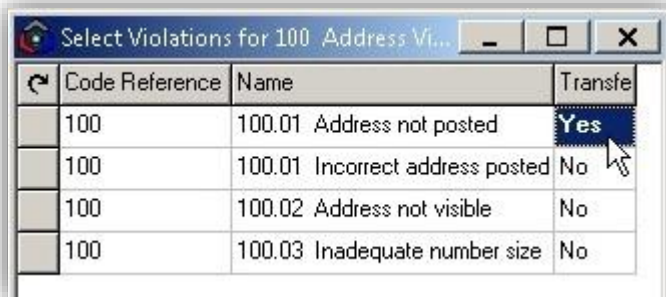 Select Violations for 100 Address Vi...
Code Reference Name Transfe
100 100.01 Address not posted Yes
100 100.01 Incorrect address posted No
100 100.02 Address not visible No
100 100.03 Inadequate number size No